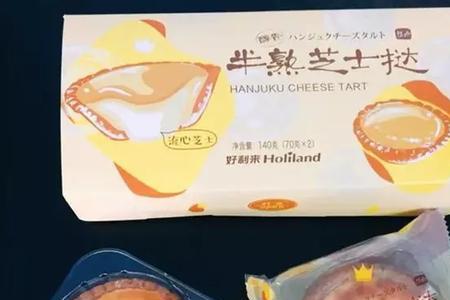 ハンジュクチーズタルト
半熟芝士挞
HANJUKU CHEESE TART
流心芝士
净含量: 140克 (70克×2)
好利来 Holiland